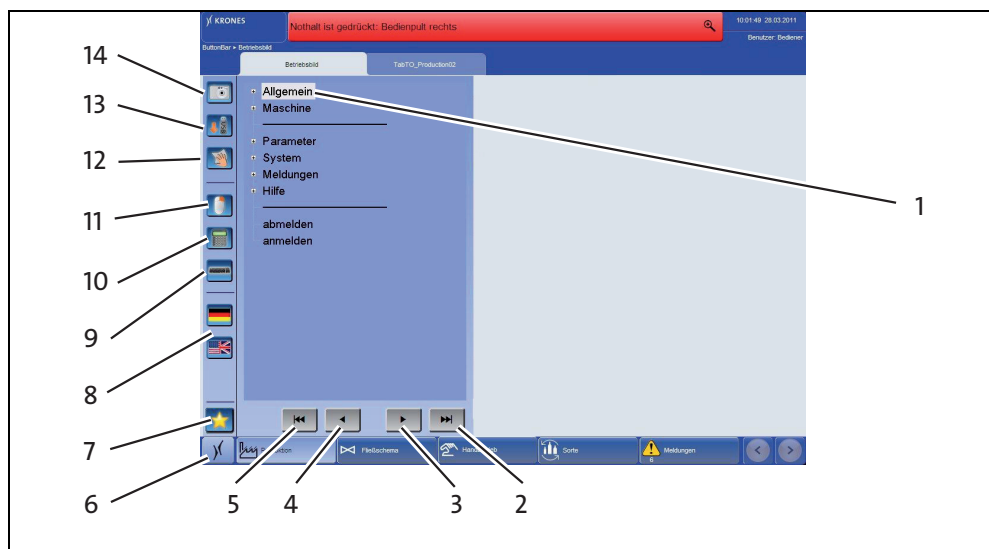 KRONES
Nothalt ist gedrückt: Bedienpult rechts
10:01:49 28.03.2011
Benutzer: Bediener
ButtonBar ▸ Betriebsbild
Betriebsbild
TabTO_Production02
14
13
12
11
10
9
8
7
6
Allgemein
Maschine
Parameter
System
Meldungen
Hilfe
abmelden
anmelden
1
Fließschema
Sorte
6
Meldungen
5
4
3
2